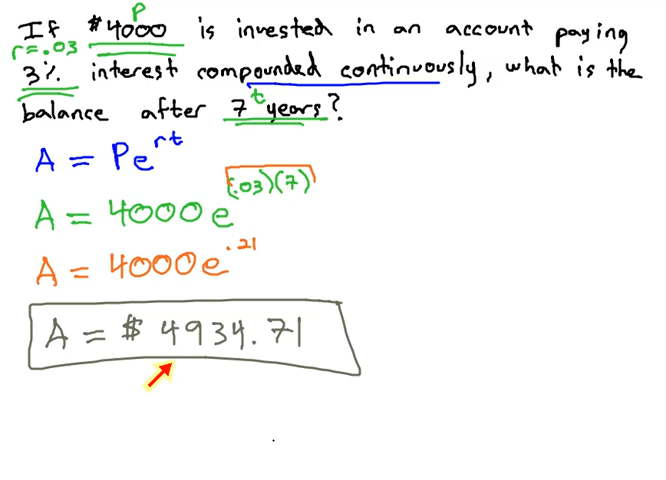 If $4000 is invested in an account paying
P
r=.03
3% interest compounded continuously, what is the
t
balance after 7 years?
A = Pe^rt
A = 4000e^(.03)(7)
A = 4000e^.21
A = $4934.71